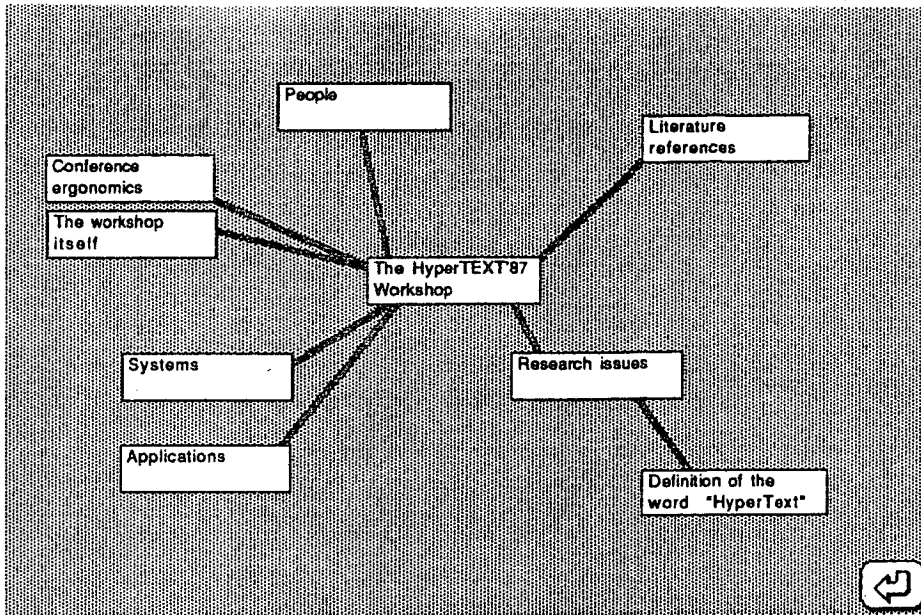 People
Literature
references
Conference
ergonomics
The workshop
itself
The HyperTEXT'87
Workshop
Systems
Research issues
Applications
Definition of the
word "HyperText"